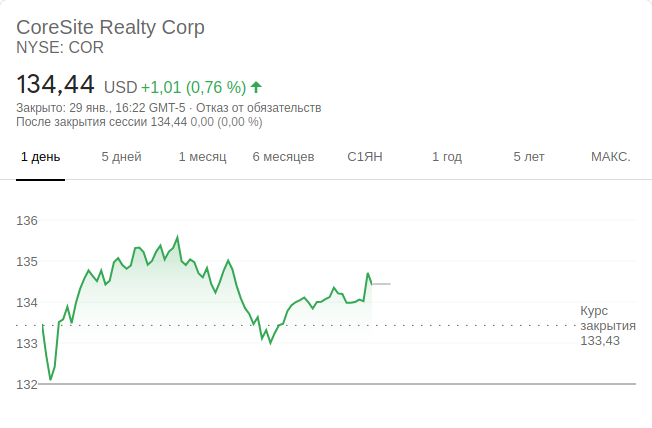 CoreSite Realty Corp
NYSE: COR
134,44 USD +1,01 (0,76 %)
Закрыто: 29 янв., 16:22 GMT-5 · Отказ от обязательств
После закрытия сессии 134,44 0,00 (0,00 %)
1 день 5 дней 1 месяц 6 месяцев С1ЯН 1 год 5 лет МАКС.
136
135
134
Курс
закрытия
133,43
133
132